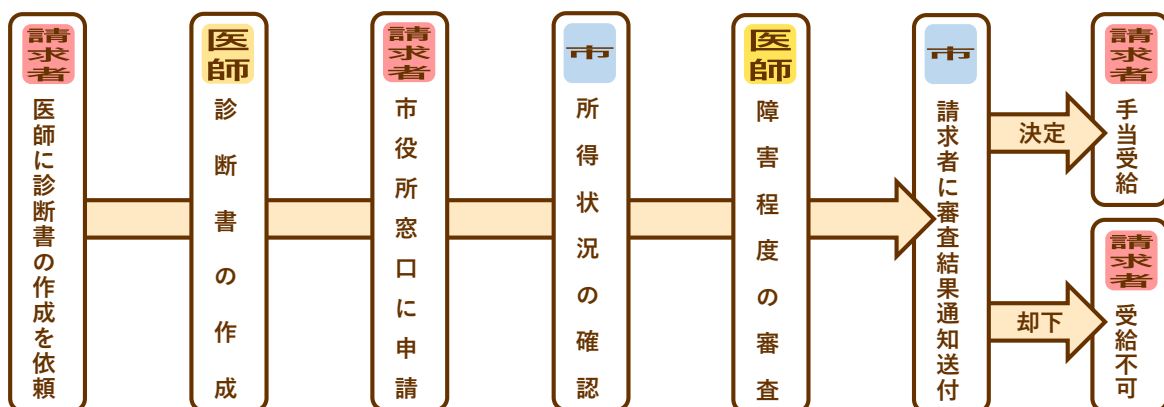 請求者
医師に診断書の作成を依頼
医師
診断書の作成
請求者
市役所窓口に申請
市
所得状況の確認
医師
障害程度の審査
市
請求者に審査結果通知送付
決定
請求者
手当受給
却下
請求者
受給不可